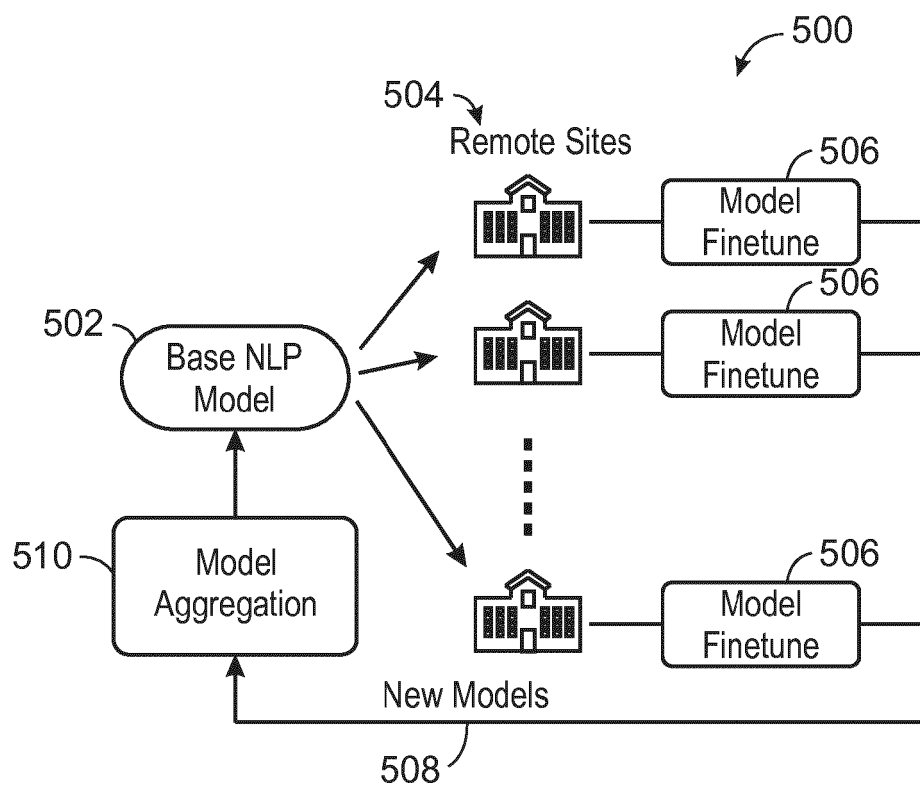 500
504
Remote Sites
506
Model
Finetune
506
Model
Finetune
502
Base NLP
Model
510
Model
Aggregation
506
Model
Finetune
New Models
508